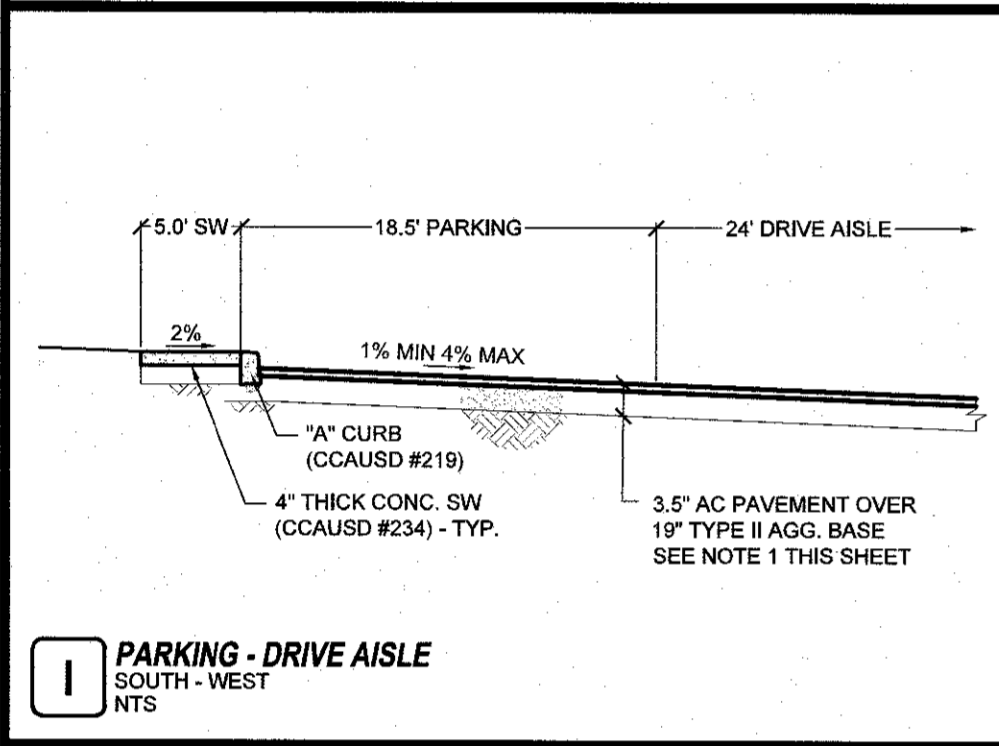 5.0' SW
18.5' PARKING
24' DRIVE AISLE
2%
1% MIN 4% MAX
"A" CURB
(CCAUSD #219)
4" THICK CONC. SW
(CCAUSD #234) - TYP.
3.5" AC PAVEMENT OVER
19" TYPE II AGG. BASE
SEE NOTE 1 THIS SHEET
I
PARKING - DRIVE AISLE
SOUTH - WEST
NTS